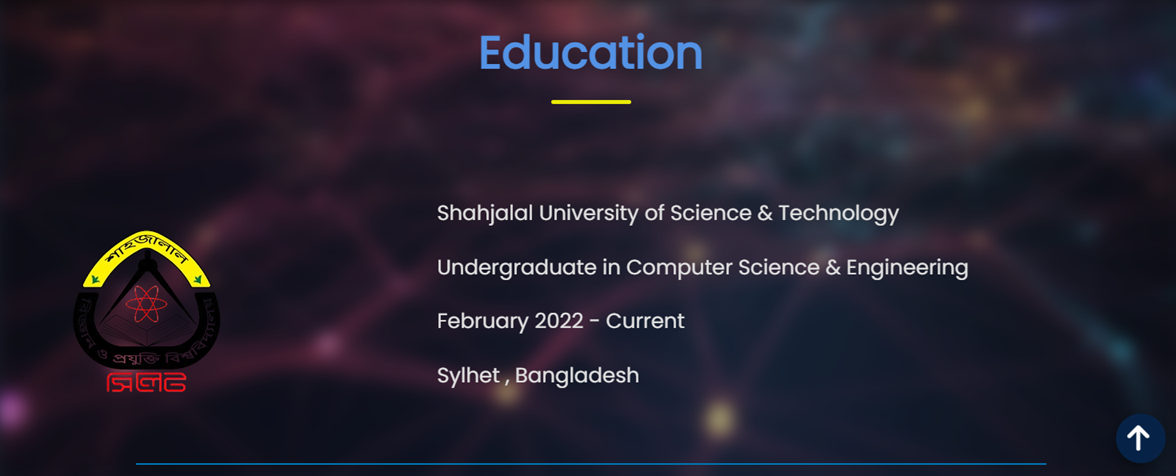 Education
Shahjalal University of Science & Technology
Undergraduate in Computer Science & Engineering
February 2022 - Current
Sylhet , Bangladesh
শাহজালাল
বিজ্ঞান ও প্রযুক্তি বিশ্ববিদ্যালয়
সিলেট